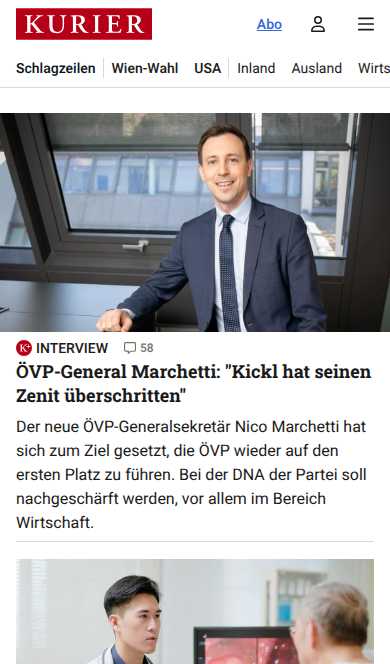 KURIER
Abo
Schlagzeilen Wien-Wahl USA Inland Ausland Wirts
K+ INTERVIEW 58
ÖVP-General Marchetti: "Kickl hat seinen
Zenit überschritten"
Der neue ÖVP-Generalsekretär Nico Marchetti hat
sich zum Ziel gesetzt, die ÖVP wieder auf den
ersten Platz zu führen. Bei der DNA der Partei soll
nachgeschärft werden, vor allem im Bereich
Wirtschaft.